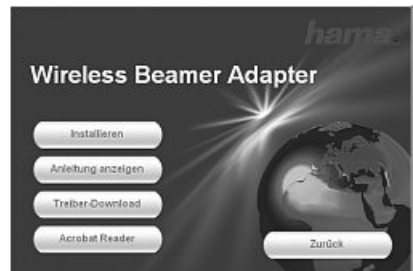 hama.
Wireless Beamer Adapter
Installieren
Anleitung anzeigen
Treiber-Download
Acrobat Reader
Zurück